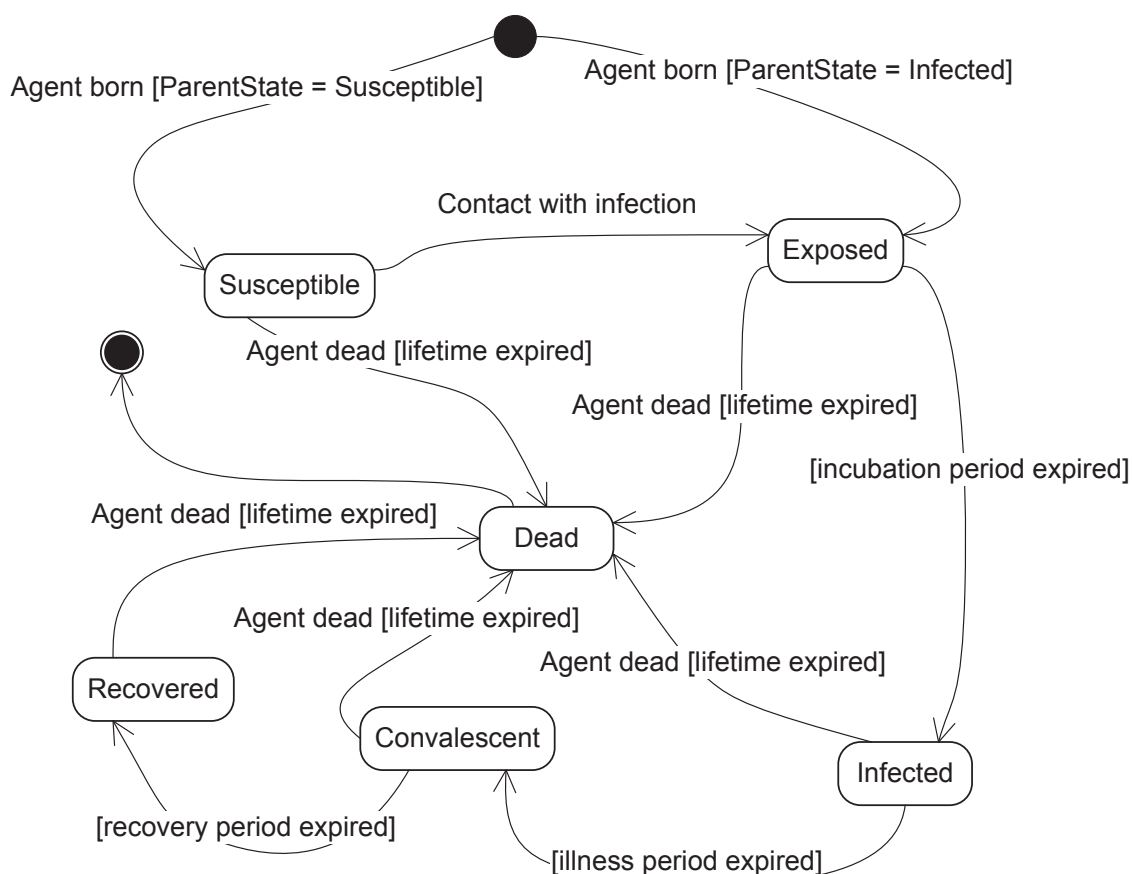 Agent born [ParentState = Infected]
Agent born [ParentState = Susceptible]
Contact with infection
Exposed
Susceptible
Agent dead [lifetime expired]
Agent dead [lifetime expired]
[incubation period expired]
Agent dead [lifetime expired]
Dead
Agent dead [lifetime expired]
Agent dead [lifetime expired]
Recovered
Convalescent
Infected
[recovery period expired]
[illness period expired]